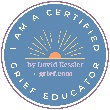 I AM A CERTIFIED
by David Kessler
grief.com
GRIEF EDUCATOR